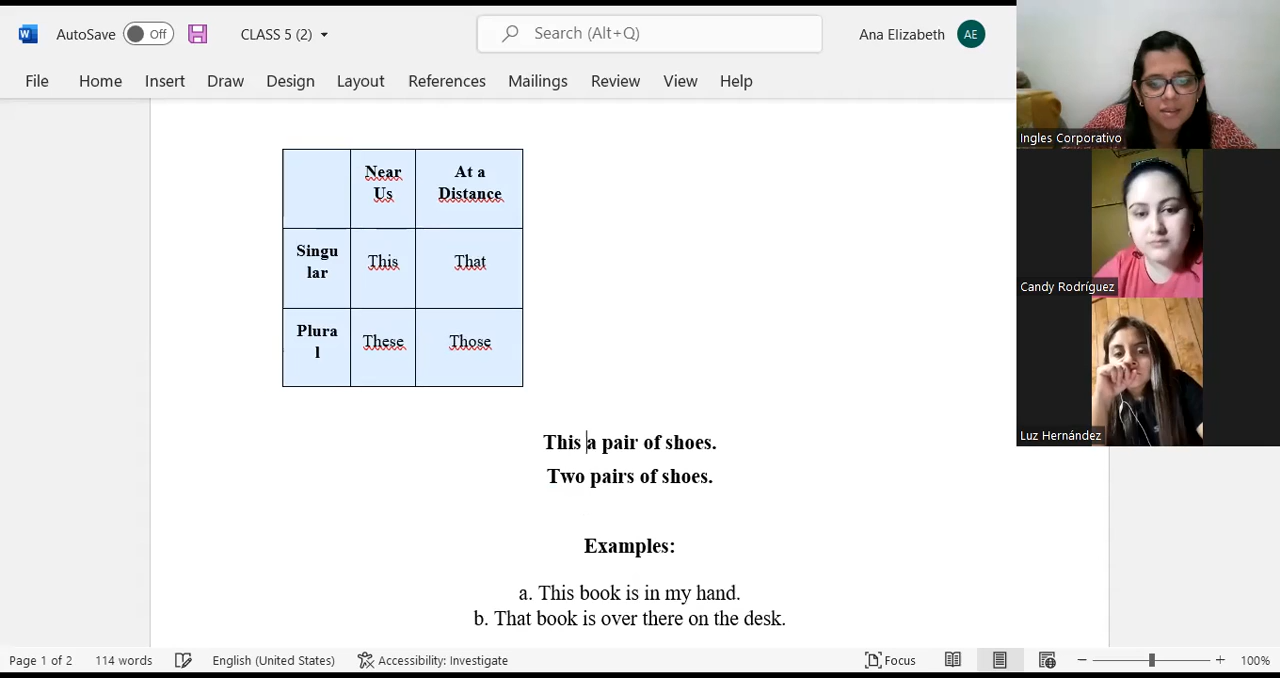 AutoSave Off CLASS 5 (2) Search (Alt+Q) Ana Elizabeth AE
File Home Insert Draw Design Layout References Mailings Review View Help
Near
Us
At a
Distance
Singu
lar
This
That
Plura
l
These
Those
This a pair of shoes.
Two pairs of shoes.
Examples:
a. This book is in my hand.
b. That book is over there on the desk.
Ingles Corporativo
Candy Rodríguez
Luz Hernández
Page 1 of 2 114 words English (United States) Accessibility: Investigate Focus 100%